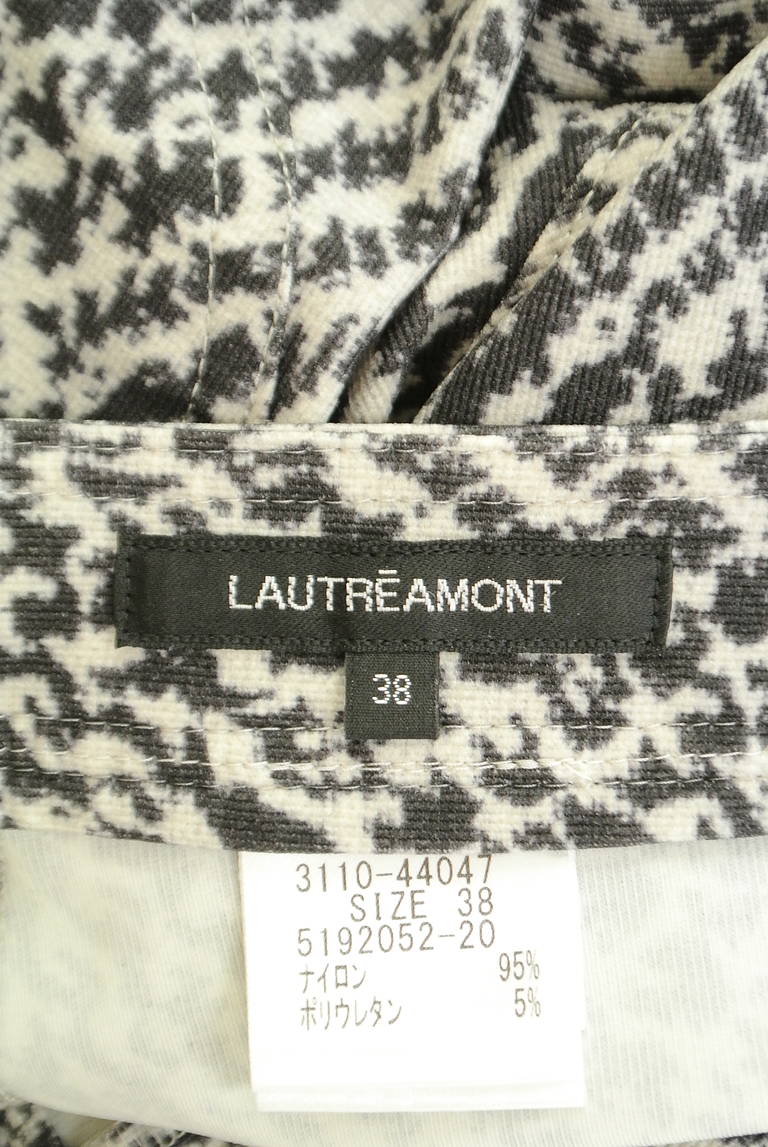 LAUTRÉAMONT
38
3110-44047
SIZE 38
5192052-20
ナイロン 95%
ポリウレタン 5%